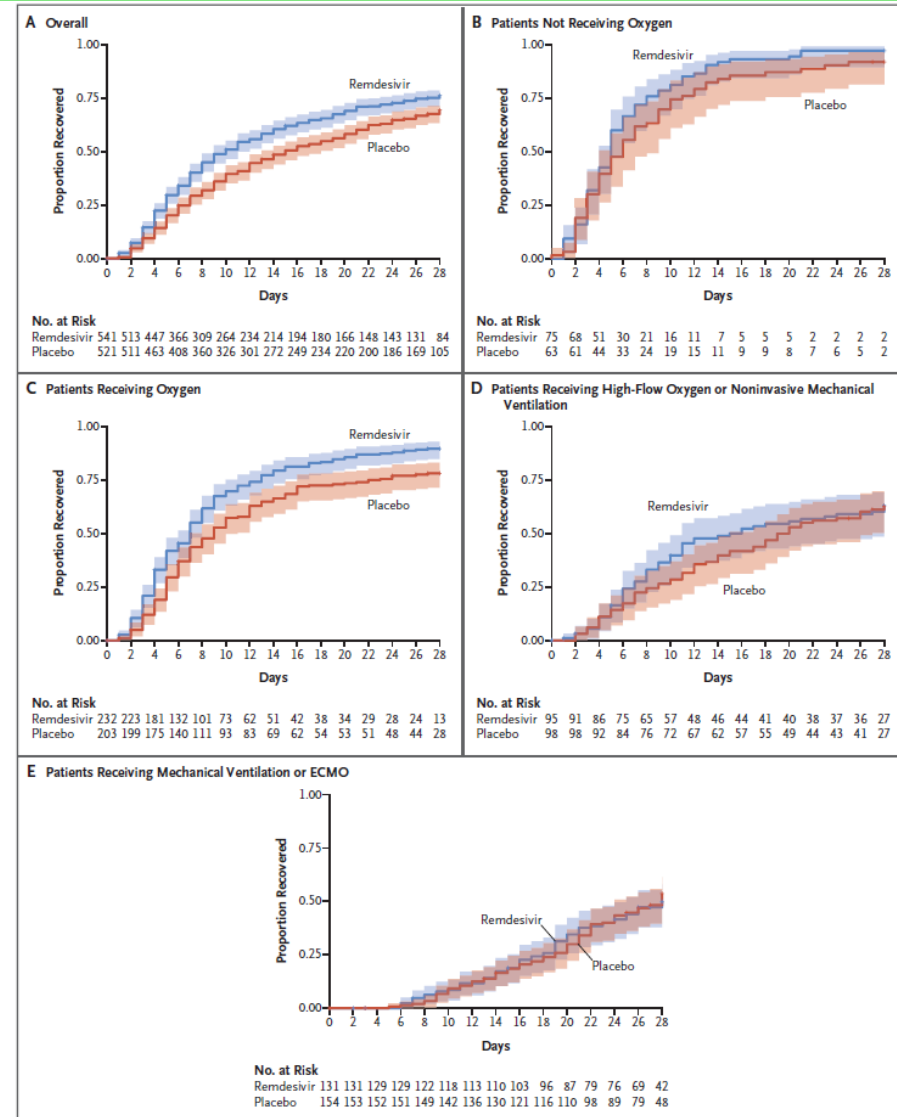 A Overall
1.00
0.75
0.50
0.25
0.00
Proportion Recovered
Remdesivir
Placebo
0 2 4 6 8 10 12 14 16 18 20 22 24 26 28
Days
No. at Risk
Remdesivir 541 513 447 366 309 264 234 214 194 180 166 148 143 131 84
Placebo 521 511 463 408 360 326 301 272 249 234 220 200 186 169 105
B Patients Not Receiving Oxygen
1.00
0.75
0.50
0.25
0.00
Proportion Recovered
Remdesivir
Placebo
0 2 4 6 8 10 12 14 16 18 20 22 24 26 28
Days
No. at Risk
Remdesivir 75 68 51 30 21 16 11 7 5 5 5 2 2 2 2
Placebo 63 61 44 33 24 19 15 11 9 9 8 7 6 5 2
C Patients Receiving Oxygen
1.00
0.75
0.50
0.25
0.00
Proportion Recovered
Remdesivir
Placebo
0 2 4 6 8 10 12 14 16 18 20 22 24 26 28
Days
No. at Risk
Remdesivir 232 223 181 132 101 73 62 51 42 38 34 29 28 24 13
Placebo 203 199 175 140 111 93 83 69 62 54 53 51 48 44 28
D Patients Receiving High-Flow Oxygen or Noninvasive Mechanical
Ventilation
1.00
0.75
0.50
0.25
0.00
Proportion Recovered
Remdesivir
Placebo
0 2 4 6 8 10 12 14 16 18 20 22 24 26 28
Days
No. at Risk
Remdesivir 95 91 86 75 65 57 48 46 44 41 40 38 37 36 27
Placebo 98 98 92 84 76 72 67 62 57 55 49 44 43 41 27
E Patients Receiving Mechanical Ventilation or ECMO
1.00
0.75
0.50
0.25
0.00
Proportion Recovered
Remdesivir
Placebo
0 2 4 6 8 10 12 14 16 18 20 22 24 26 28
Days
No. at Risk
Remdesivir 131 131 129 129 122 118 113 110 103 96 87 79 76 69 42
Placebo 154 153 152 151 149 142 136 130 121 116 110 98 89 79 48